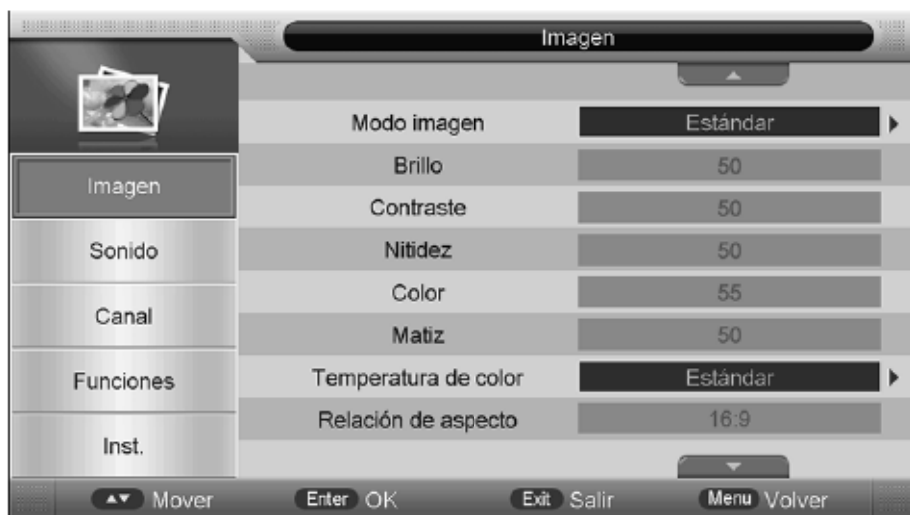 Imagen
Modo imagen Estándar
Brillo 50
Contraste 50
Nitidez 50
Color 55
Matiz 50
Temperatura de color Estándar
Relación de aspecto 16:9
Imagen
Sonido
Canal
Funciones
Inst.
Mover Enter OK Exit Salir Menu Volver